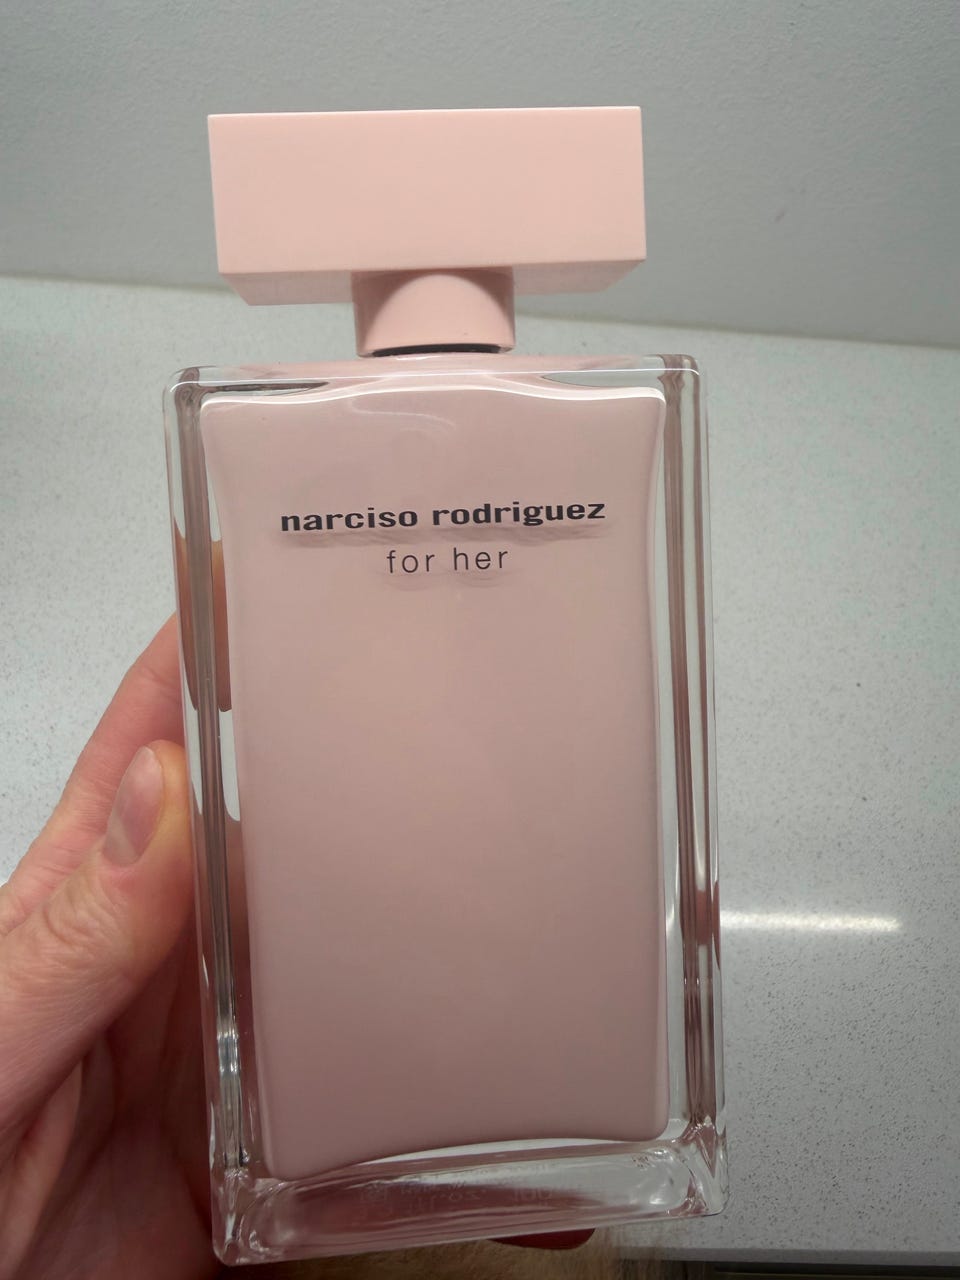 narciso rodriguez
for her